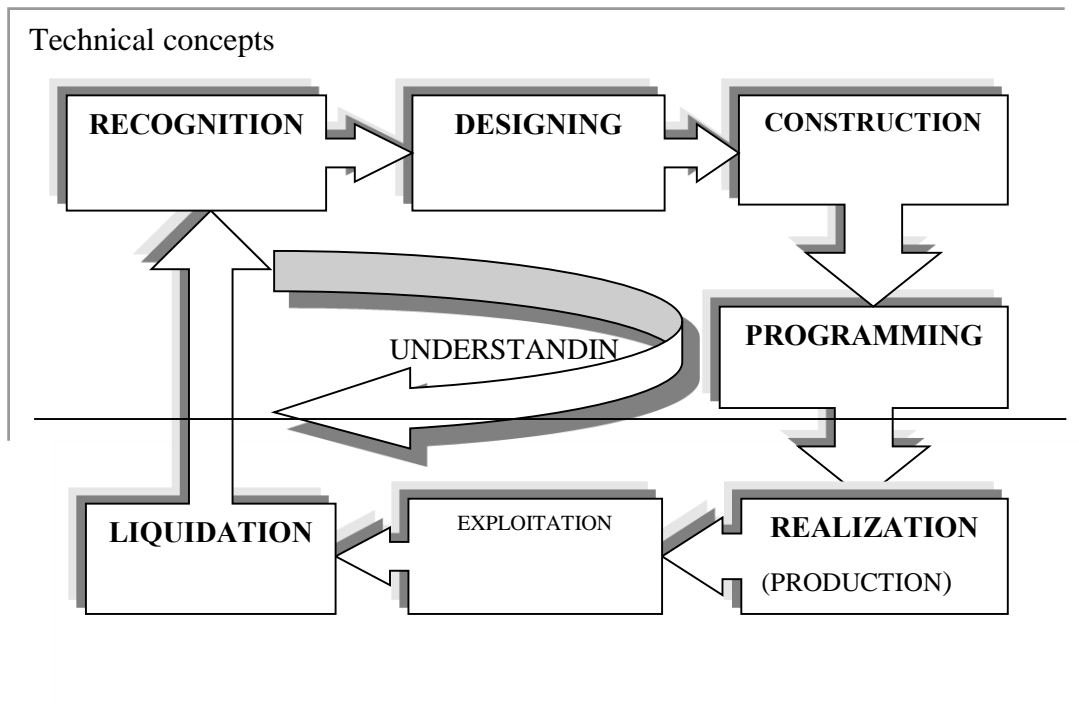 Technical concepts
RECOGNITION
DESIGNING
CONSTRUCTION
UNDERSTANDIN
PROGRAMMING
LIQUIDATION
EXPLOITATION
REALIZATION
(PRODUCTION)